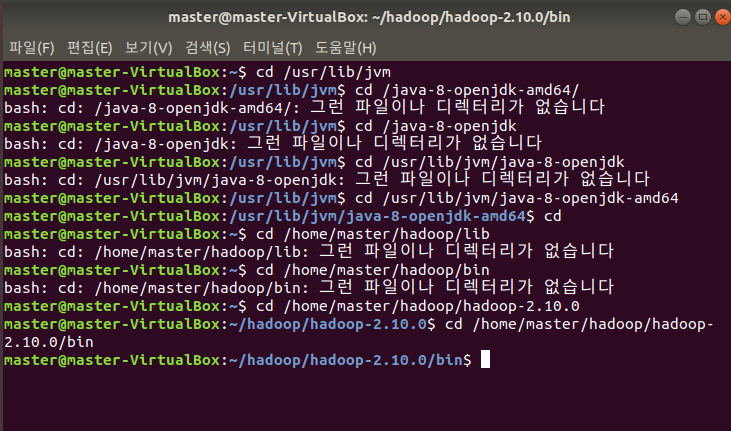 master@master-VirtualBox: ~/hadoop/hadoop-2.10.0/bin
파일(F) 편집(E) 보기(V) 검색(S) 터미널(T) 도움말(H)
master@master-VirtualBox:~$ cd /usr/lib/jvm
master@master-VirtualBox:/usr/lib/jvm$ cd /java-8-openjdk-amd64/
bash: cd: /java-8-openjdk-amd64/: 그런 파일이나 디렉터리가 없습니다
master@master-VirtualBox:/usr/lib/jvm$ cd /java-8-openjdk
bash: cd: /java-8-openjdk: 그런 파일이나 디렉터리가 없습니다
master@master-VirtualBox:/usr/lib/jvm$ cd /usr/lib/jvm/java-8-openjdk
bash: cd: /usr/lib/jvm/java-8-openjdk: 그런 파일이나 디렉터리가 없습니다
master@master-VirtualBox:/usr/lib/jvm$ cd /usr/lib/jvm/java-8-openjdk-amd64
master@master-VirtualBox:/usr/lib/jvm/java-8-openjdk-amd64$ cd
master@master-VirtualBox:~$ cd /home/master/hadoop/lib
bash: cd: /home/master/hadoop/lib: 그런 파일이나 디렉터리가 없습니다
master@master-VirtualBox:~$ cd /home/master/hadoop/bin
bash: cd: /home/master/hadoop/bin: 그런 파일이나 디렉터리가 없습니다
master@master-VirtualBox:~$ cd /home/master/hadoop/hadoop-2.10.0
master@master-VirtualBox:~/hadoop/hadoop-2.10.0$ cd /home/master/hadoop/hadoop-
2.10.0/bin
master@master-VirtualBox:~/hadoop/hadoop-2.10.0/bin$